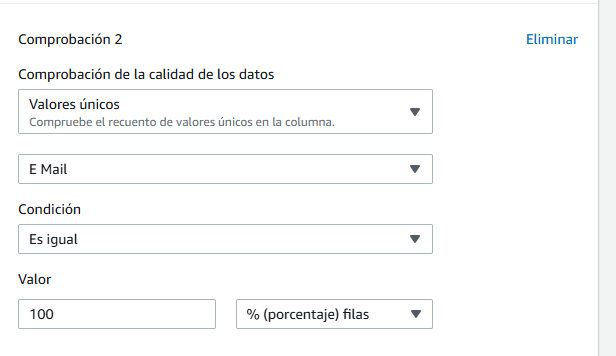 Comprobación 2
Eliminar
Comprobación de la calidad de los datos
Valores únicos
Compruebe el recuento de valores únicos en la columna.
E Mail
Condición
Es igual
Valor
100
% (porcentaje) filas